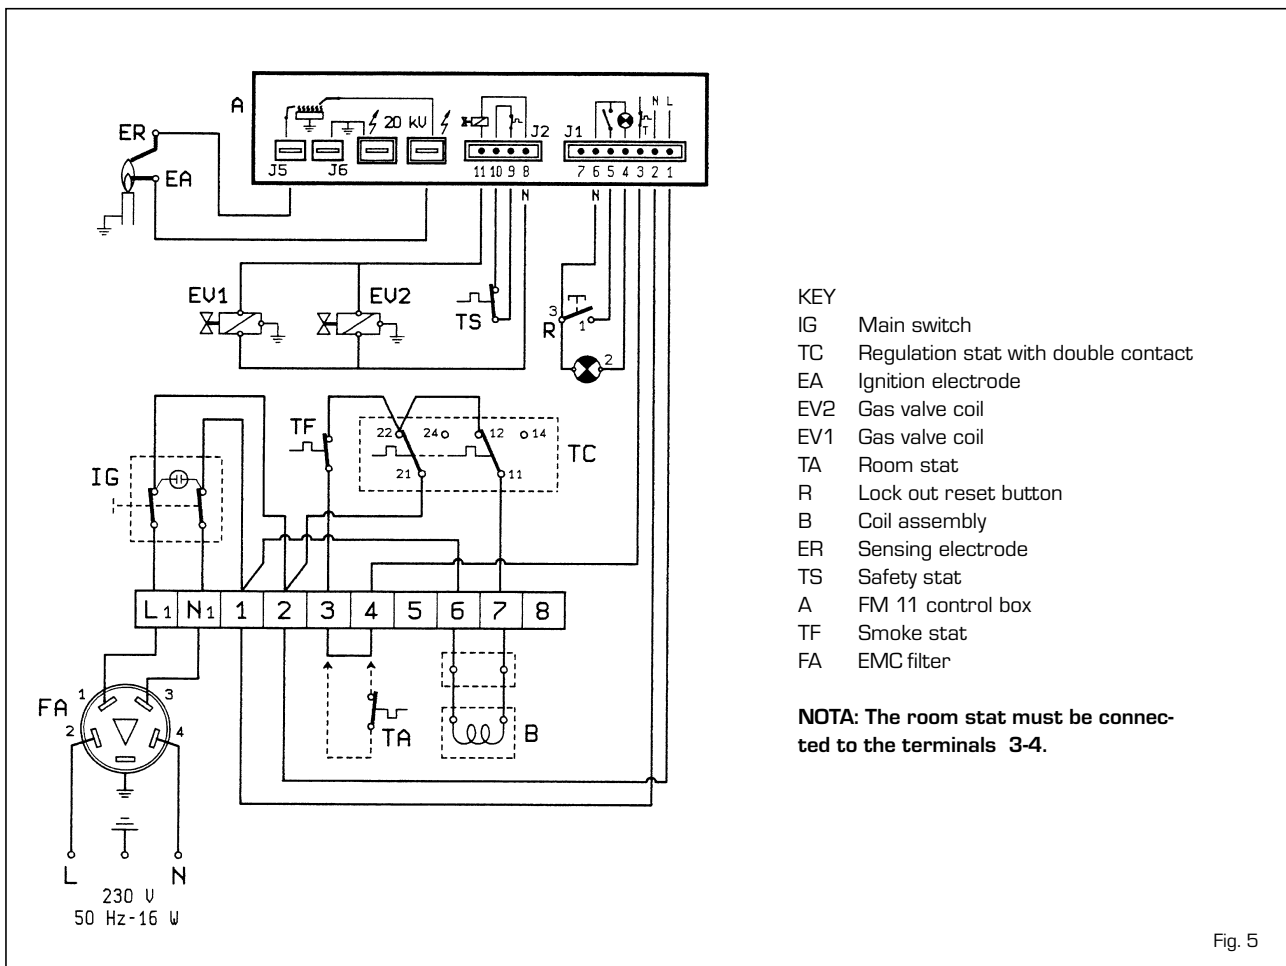 A
20 kV
N L
T
J5
J6
J2
J1
11 10 9 8
7 6 5 4 3 2 1
N
N
ER
EA
EV1
EV2
TS
3
1
R
2
TF
22
24
12
14
21
11
TC
IG
L1 N1 1 2 3 4 5 6 7 8
FA
1
3
2
4
TA
B
L
N
230 V
50 Hz-16 W
KEY
IG Main switch
TC Regulation stat with double contact
EA Ignition electrode
EV2 Gas valve coil
EV1 Gas valve coil
TA Room stat
R Lock out reset button
B Coil assembly
ER Sensing electrode
TS Safety stat
A FM 11 control box
TF Smoke stat
FA EMC filter
NOTA: The room stat must be connec-
ted to the terminals 3-4.
Fig. 5